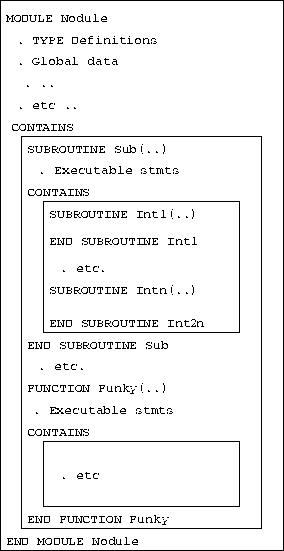 MODULE Nodule
. TYPE Definitions
. Global data
. ..
. etc ..
CONTAINS
SUBROUTINE Sub(..)
. Executable stmts
CONTAINS
SUBROUTINE Int1(..)
END SUBROUTINE Int1
. etc.
SUBROUTINE Intn(..)
END SUBROUTINE Int2n
END SUBROUTINE Sub
. etc.
FUNCTION Funky(..)
. Executable stmts
CONTAINS
. etc
END FUNCTION Funky
END MODULE Nodule